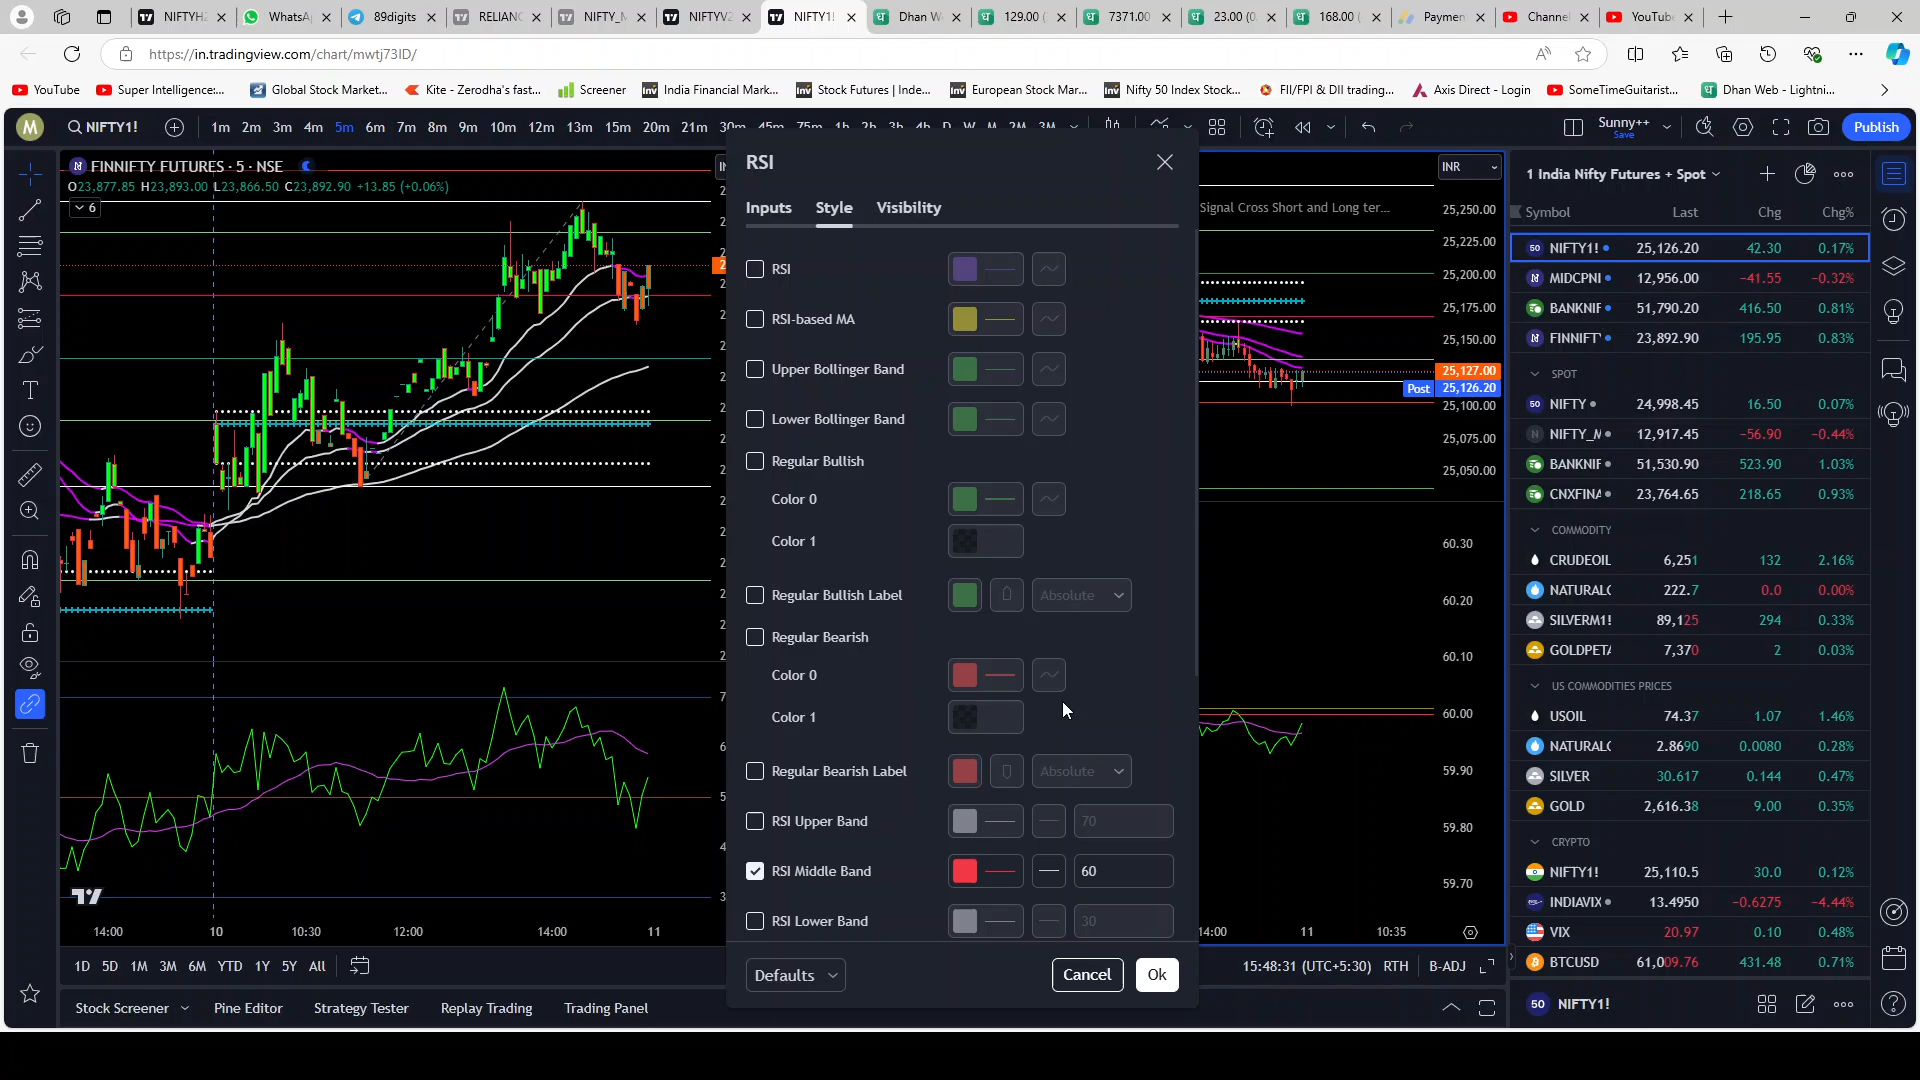 NIFTYHZ
WhatsA
89digits
RELIANC
NIFTY_M
NIFTYVZ
NIFTY1!
Dhan W
129.00 (
7371.00
23.00 (0
168.00 (
Paymen
Channe
YouTub
https://in.tradingview.com/chart/mwtj73ID/
YouTube
Super Intelligence:...
Global Stock Market...
Kite - Zerodha's fast...
Screener
India Financial Mark...
Stock Futures | Inde...
European Stock Mar...
Nifty 50 Index Stock...
FII/FPI & DII trading...
Axis Direct - Login
SomeTimeGuitarist...
Dhan Web - Lightni...
M
NIFTY1!
1m 2m 3m 4m 5m 6m 7m 8m 9m 10m 12m 13m 15m 20m 21m 30m 45m 75m 1h 2h 3h 4h D W M 2M 3M
Sunny++
Save
Publish
FINNIFTY FUTURES · 5 · NSE
O23,877.85 H23,893.00 L23,866.50 C23,892.90 +13.85 (+0.06%)
6
14:00 10 10:30 12:00 14:00 11
RSI
Inputs Style Visibility
RSI
RSI-based MA
Upper Bollinger Band
Lower Bollinger Band
Regular Bullish
Color 0
Color 1
Regular Bullish Label Absolute
Regular Bearish
Color 0
Color 1
Regular Bearish Label Absolute
RSI Upper Band 70
RSI Middle Band 60
RSI Lower Band 30
Defaults Cancel Ok
INR
Signal Cross Short and Long ter...
25,250.00
25,225.00
25,200.00
25,175.00
25,150.00
25,127.00
Post 25,126.20
25,100.00
25,075.00
25,050.00
60.30
60.20
60.10
60.00
59.90
59.80
59.70
14:00 11 10:35
1D 5D 1M 3M 6M YTD 1Y 5Y All
15:48:31 (UTC+5:30) RTH B-ADJ
Stock Screener Pine Editor Strategy Tester Replay Trading Trading Panel
1 India Nifty Futures + Spot
Symbol Last Chg Chg%
NIFTY1! 25,126.20 42.30 0.17%
MIDCPNI 12,956.00 −41.55 −0.32%
BANKNIF 51,790.20 416.50 0.81%
FINNIFT 23,892.90 195.95 0.83%
SPOT
NIFTY 24,998.45 16.50 0.07%
NIFTY_M 12,917.45 −56.90 −0.44%
BANKNIF 51,530.90 523.90 1.03%
CNXFINA 23,764.65 218.65 0.93%
COMMODITY
CRUDEOIL 6,251 132 2.16%
NATURALG 222.7 0.0 0.00%
SILVERM1! 89,125 294 0.33%
GOLDPETA 7,370 2 0.03%
US COMMODITIES PRICES
USOIL 74.37 1.07 1.46%
NATURALG 2.8690 0.0080 0.28%
SILVER 30.617 0.144 0.47%
GOLD 2,616.38 9.00 0.35%
CRYPTO
NIFTY1! 25,110.5 30.0 0.12%
INDIAVIX 13.4950 −0.6275 −4.44%
VIX 20.97 0.10 0.48%
BTCUSD 61,009.76 431.48 0.71%
50 NIFTY1!